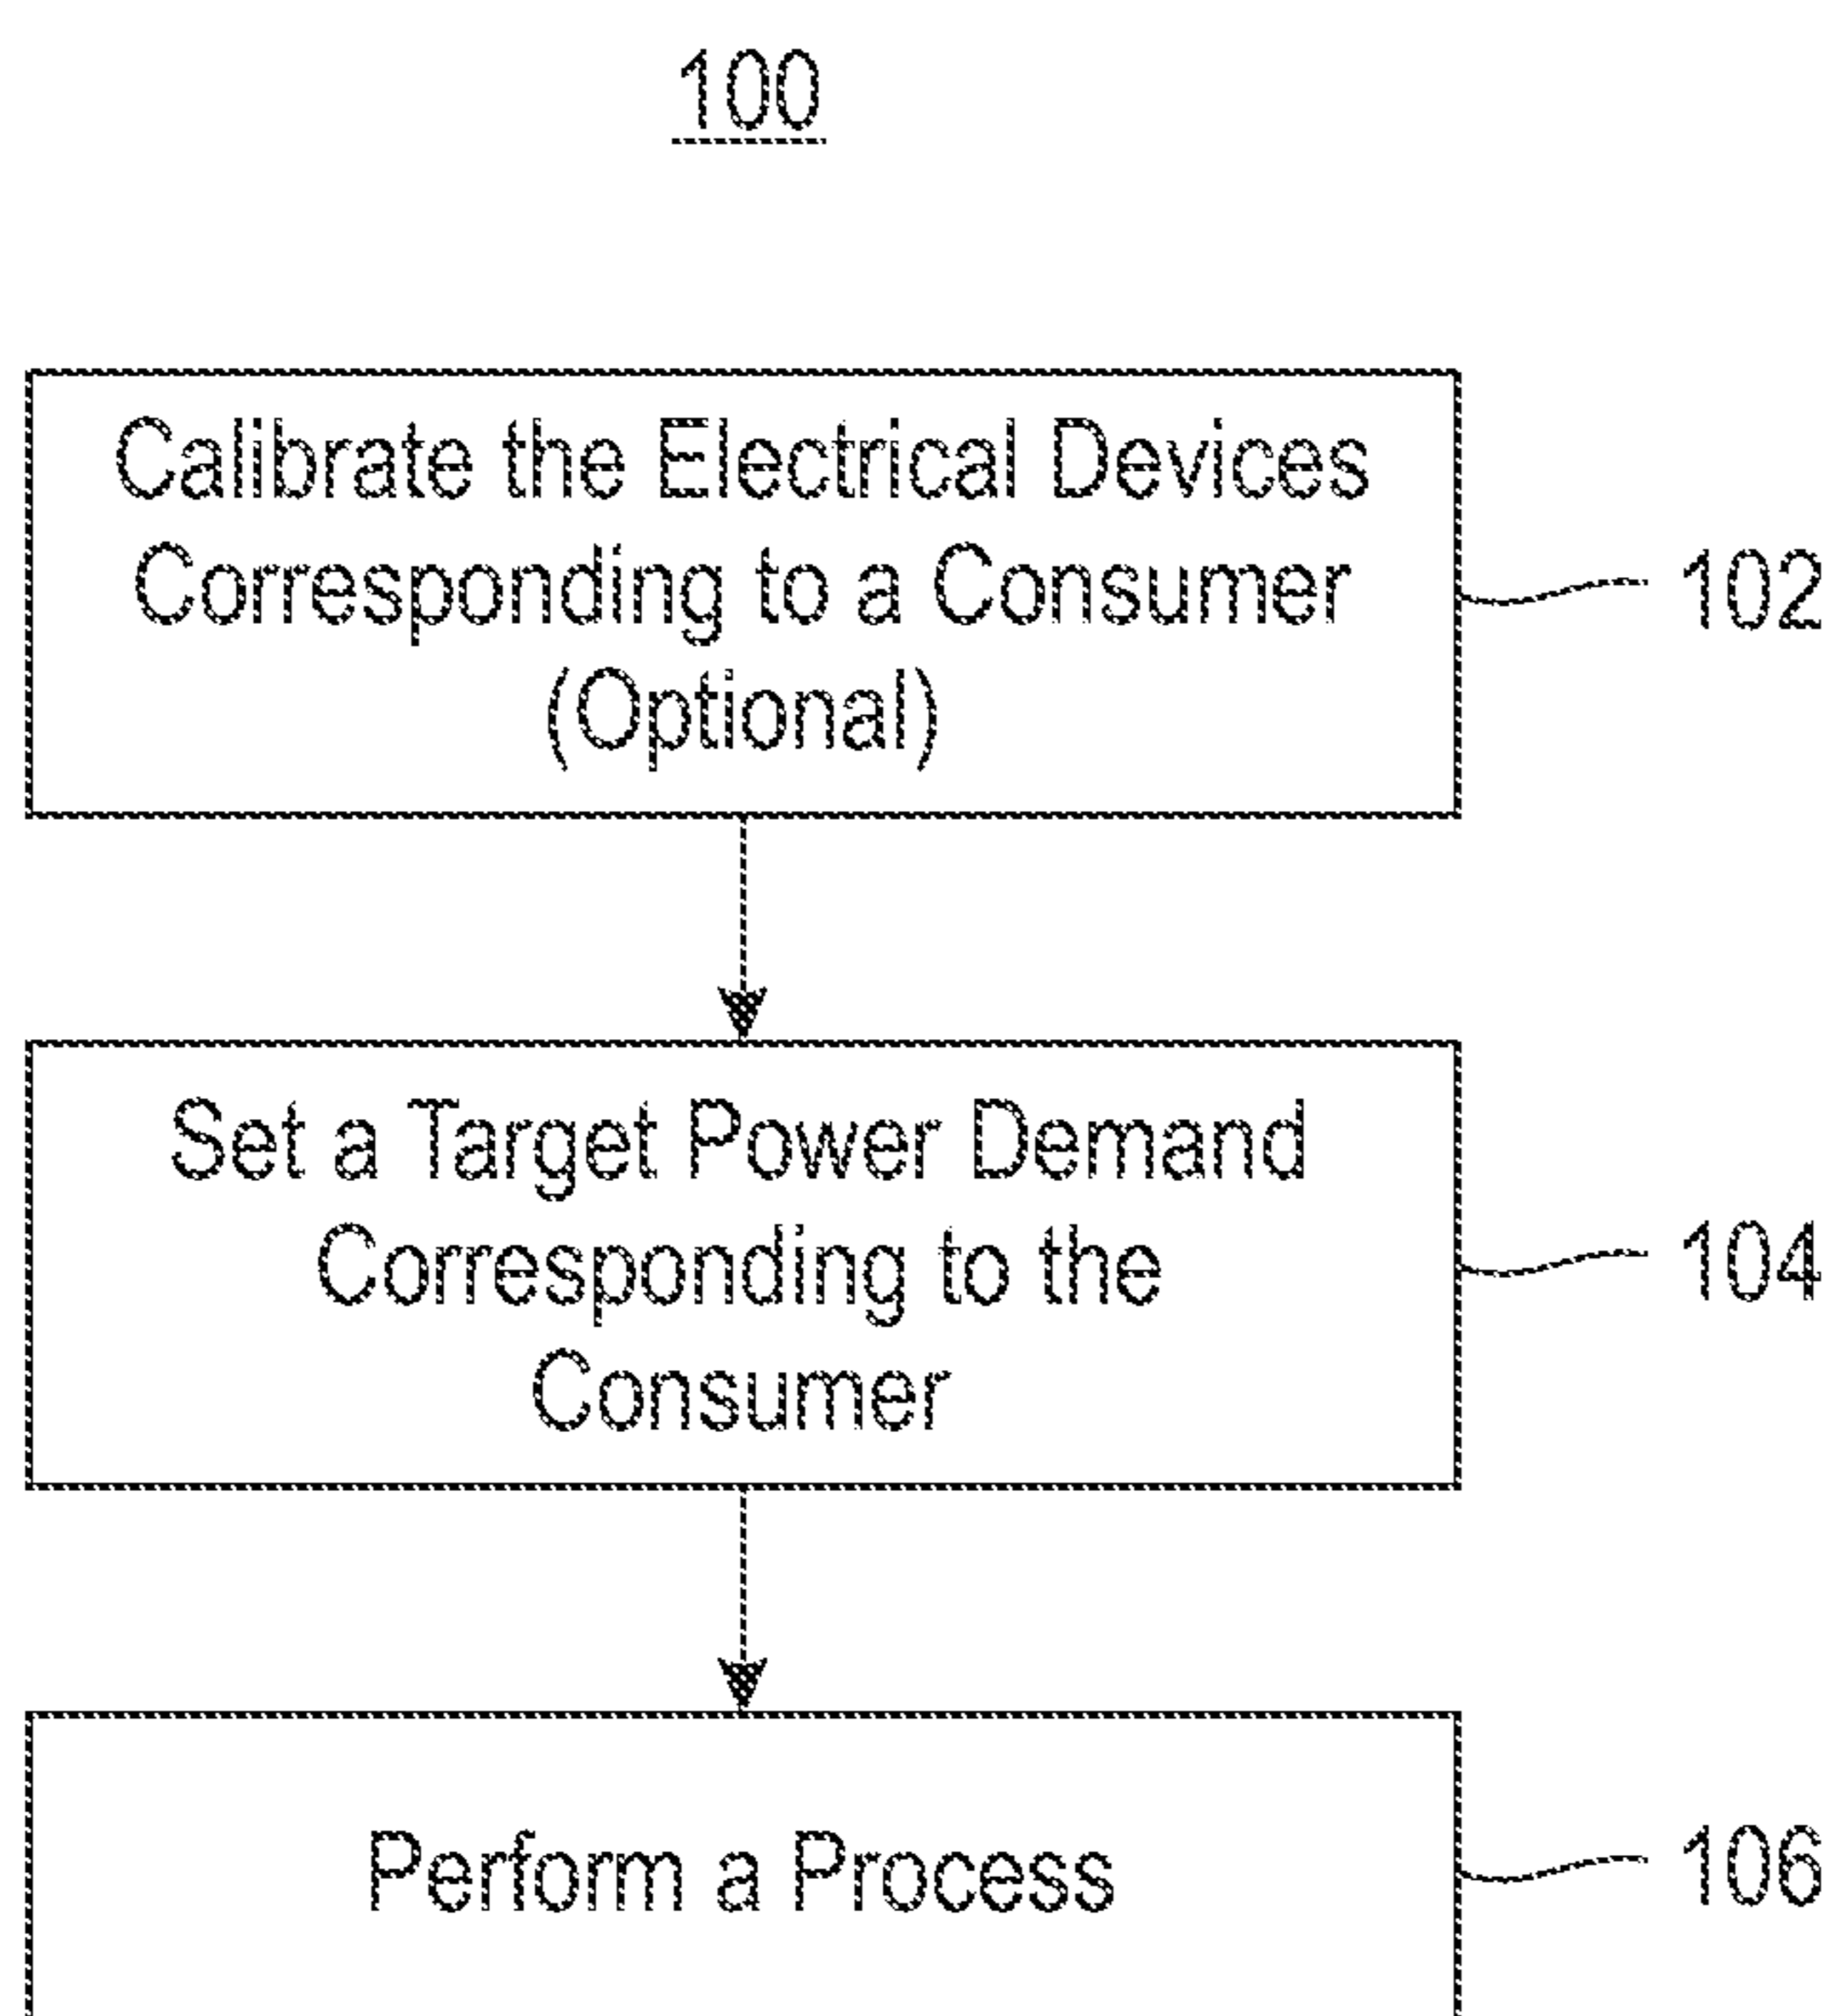 100
Calibrate the Electrical Devices
Corresponding to a Consumer
(Optional)
102
Set a Target Power Demand
Corresponding to the
Consumer
104
Perform a Process
106